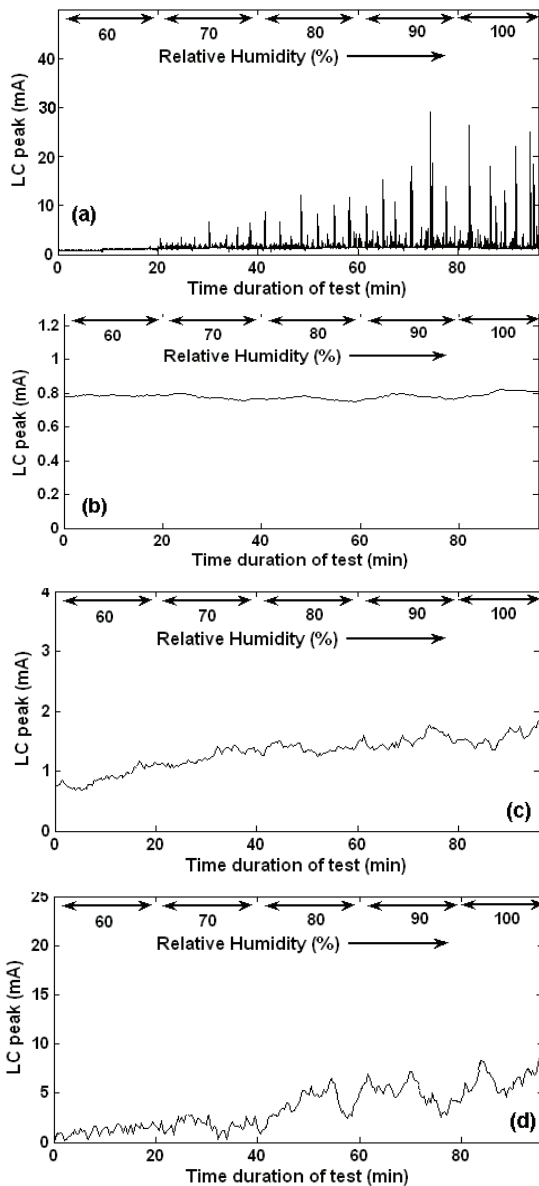 60 70 80 90 100
Relative Humidity (%)
40
30
20
10
0
LC peak (mA)
(a)
0 20 40 60 80
Time duration of test (min)
60 70 80 90 100
Relative Humidity (%)
1.2
1
0.8
0.6
0.4
0.2
0
LC peak (mA)
(b)
0 20 40 60 80
Time duration of test (min)
60 70 80 90 100
Relative Humidity (%)
4
3
2
1
0
LC peak (mA)
(c)
0 20 40 60 80
Time duration of test (min)
60 70 80 90 100
Relative Humidity (%)
25
20
15
10
5
0
LC peak (mA)
(d)
0 20 40 60 80
Time duration of test (min)